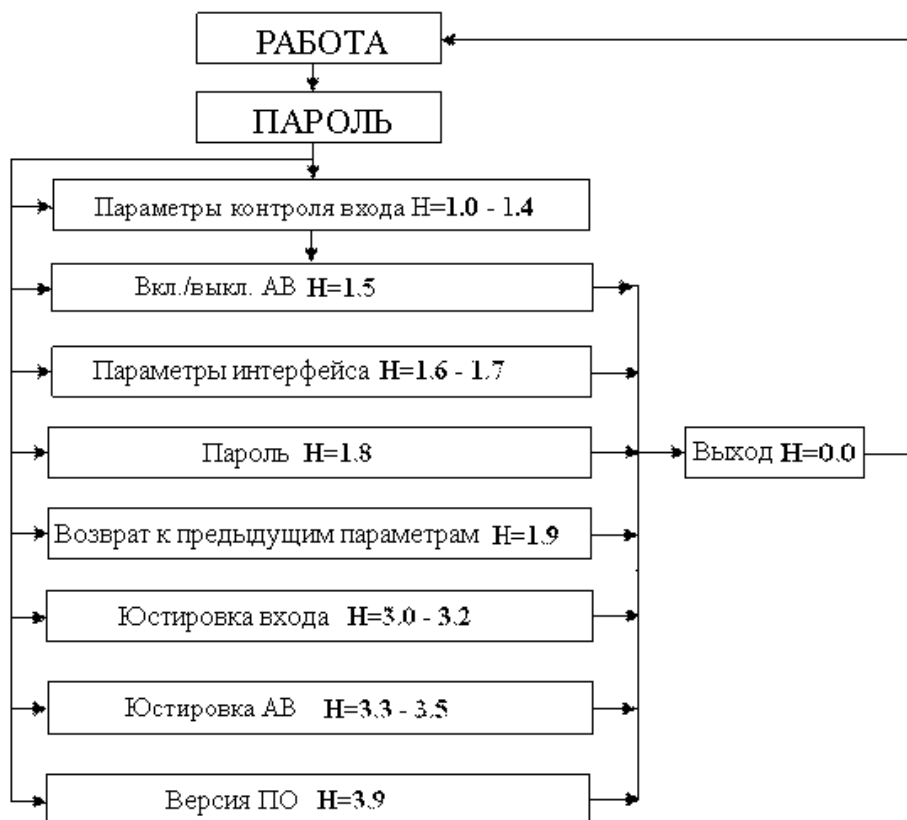 РАБОТА
ПАРОЛЬ
Параметры контроля входа Н=1.0 - 1.4
Вкл./выкл. АВ Н=1.5
Параметры интерфейса Н=1.6 - 1.7
Пароль Н=1.8
Выход Н=0.0
Возврат к предыдущим параметрам Н=1.9
Юстировка входа Н=3.0 - 3.2
Юстировка АВ Н=3.3 - 3.5
Версия ПО Н=3.9